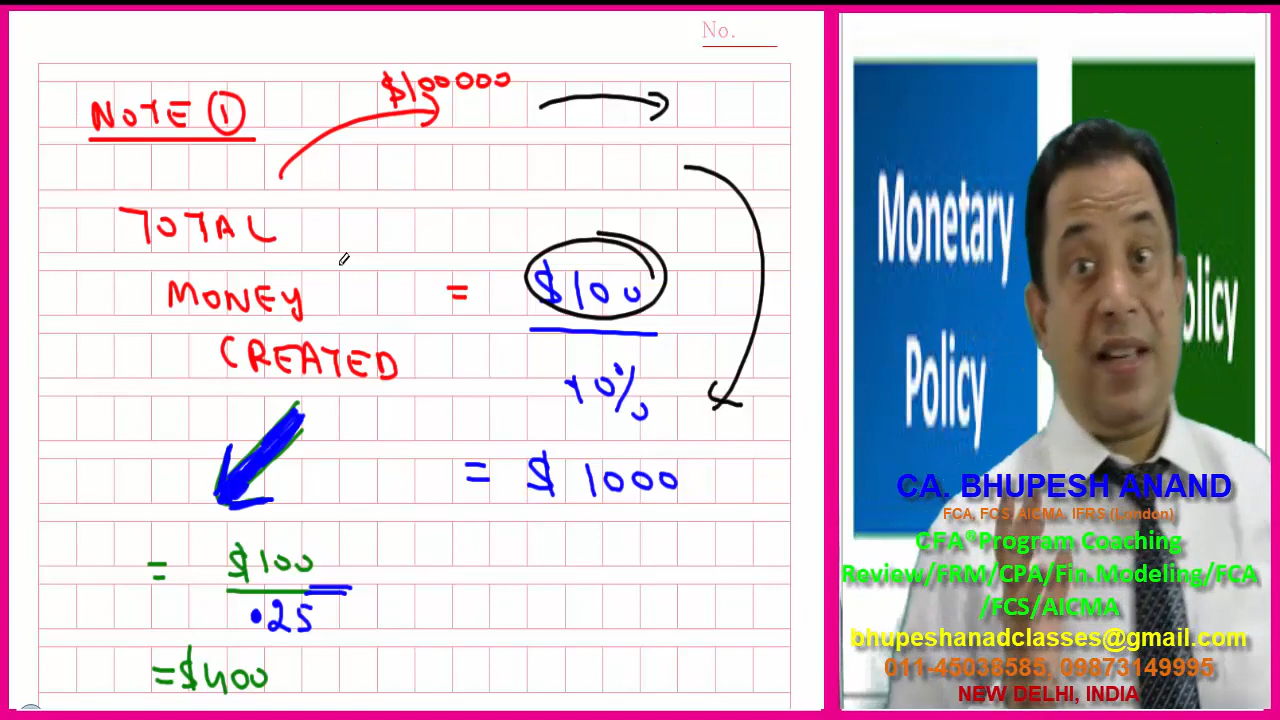 No.
NOTE ①
$100000
TOTAL
MONEY
CREATED
= $100
10%
= $ 1000
= $100
.25
= $400
Monetary
Policy
olicy
CA. BHUPESH ANAND
FCA, FCS, AICMA, IFRS (London)
CFA®Program Coaching
Review/FRM/CPA/Fin.Modeling/FCA
/FCS/AICMA
bhupeshanadclasses@gmail.com
011-45036585, 09873149995,
NEW DELHI, INDIA